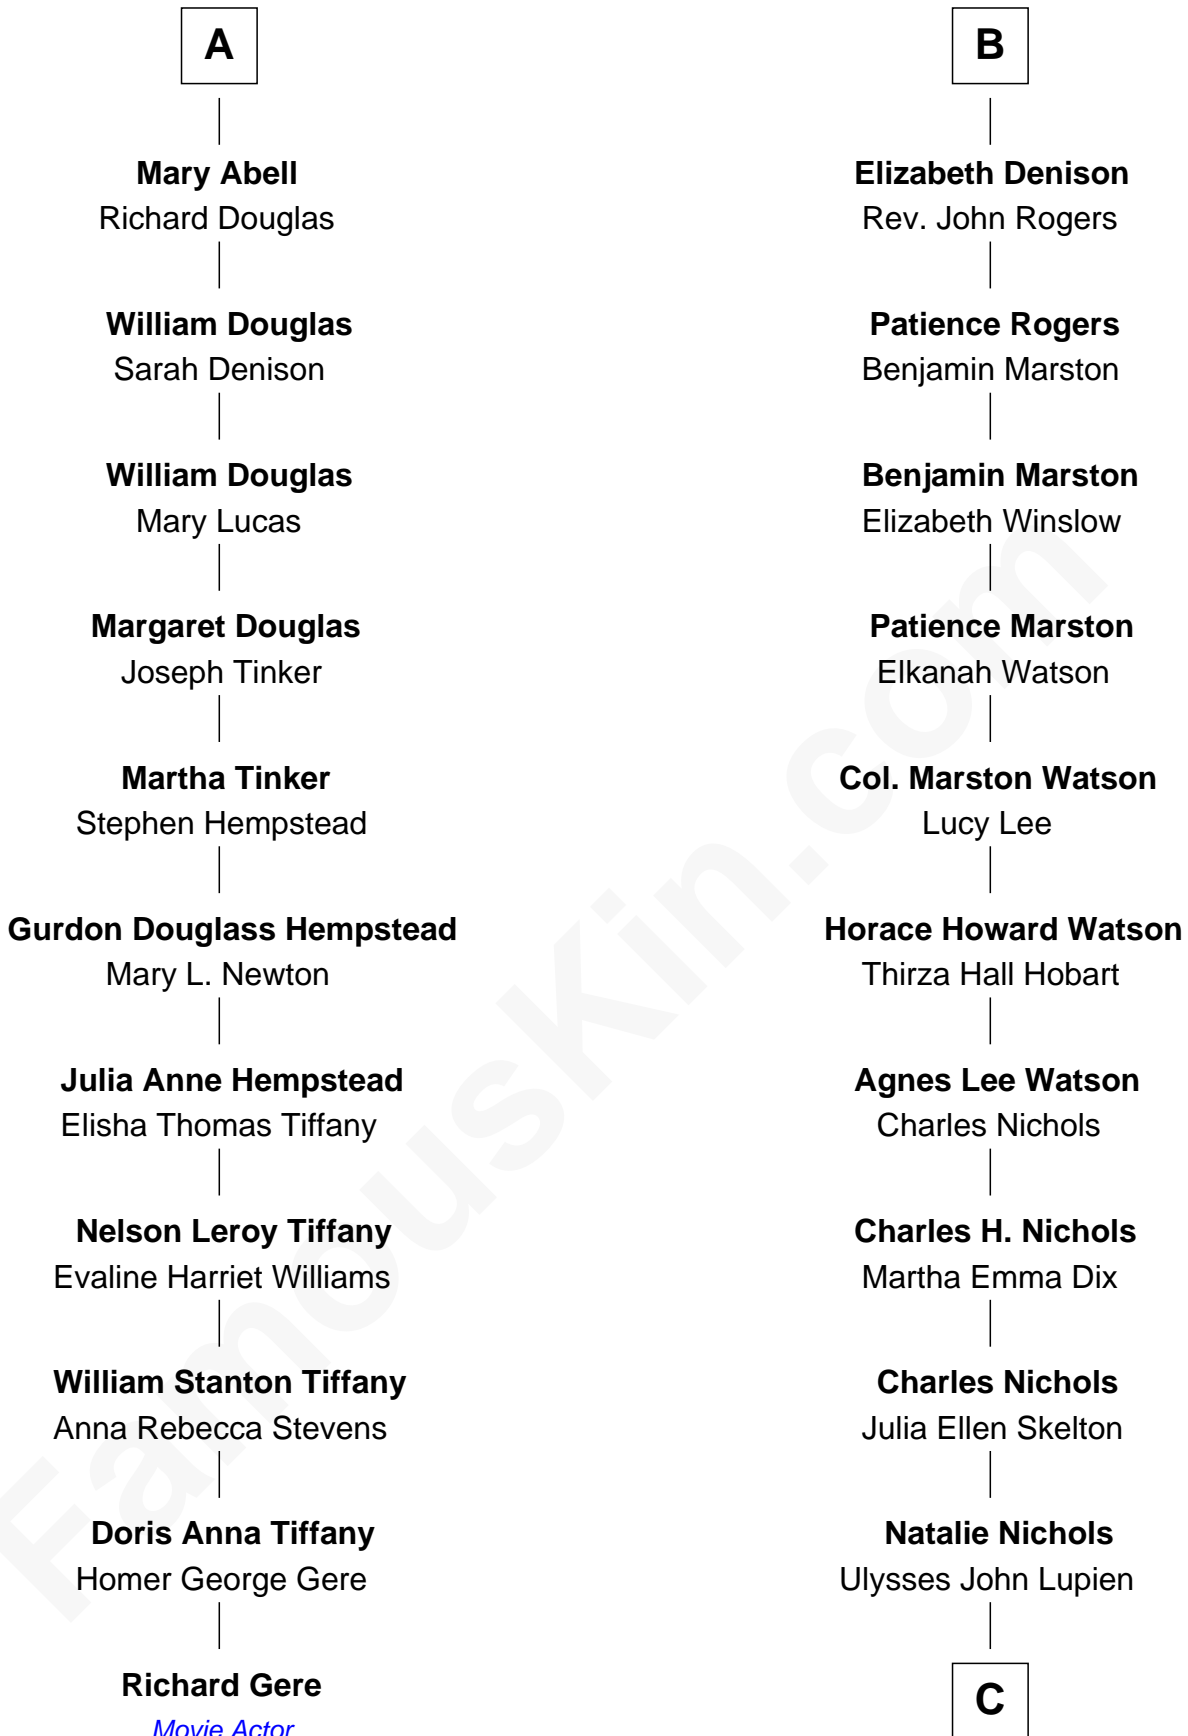 A
Mary Abell
Richard Douglas
William Douglas
Sarah Denison
William Douglas
Mary Lucas
Margaret Douglas
Joseph Tinker
Martha Tinker
Stephen Hempstead
Gurdon Douglass Hempstead
Mary L. Newton
Julia Anne Hempstead
Elisha Thomas Tiffany
Nelson Leroy Tiffany
Evaline Harriet Williams
William Stanton Tiffany
Anna Rebecca Stevens
Doris Anna Tiffany
Homer George Gere
Richard Gere
Movie Actor
B
Elizabeth Denison
Rev. John Rogers
Patience Rogers
Benjamin Marston
Benjamin Marston
Elizabeth Winslow
Patience Marston
Elkanah Watson
Col. Marston Watson
Lucy Lee
Horace Howard Watson
Thirza Hall Hobart
Agnes Lee Watson
Charles Nichols
Charles H. Nichols
Martha Emma Dix
Charles Nichols
Julia Ellen Skelton
Natalie Nichols
Ulysses John Lupien
C
FamousKin.com